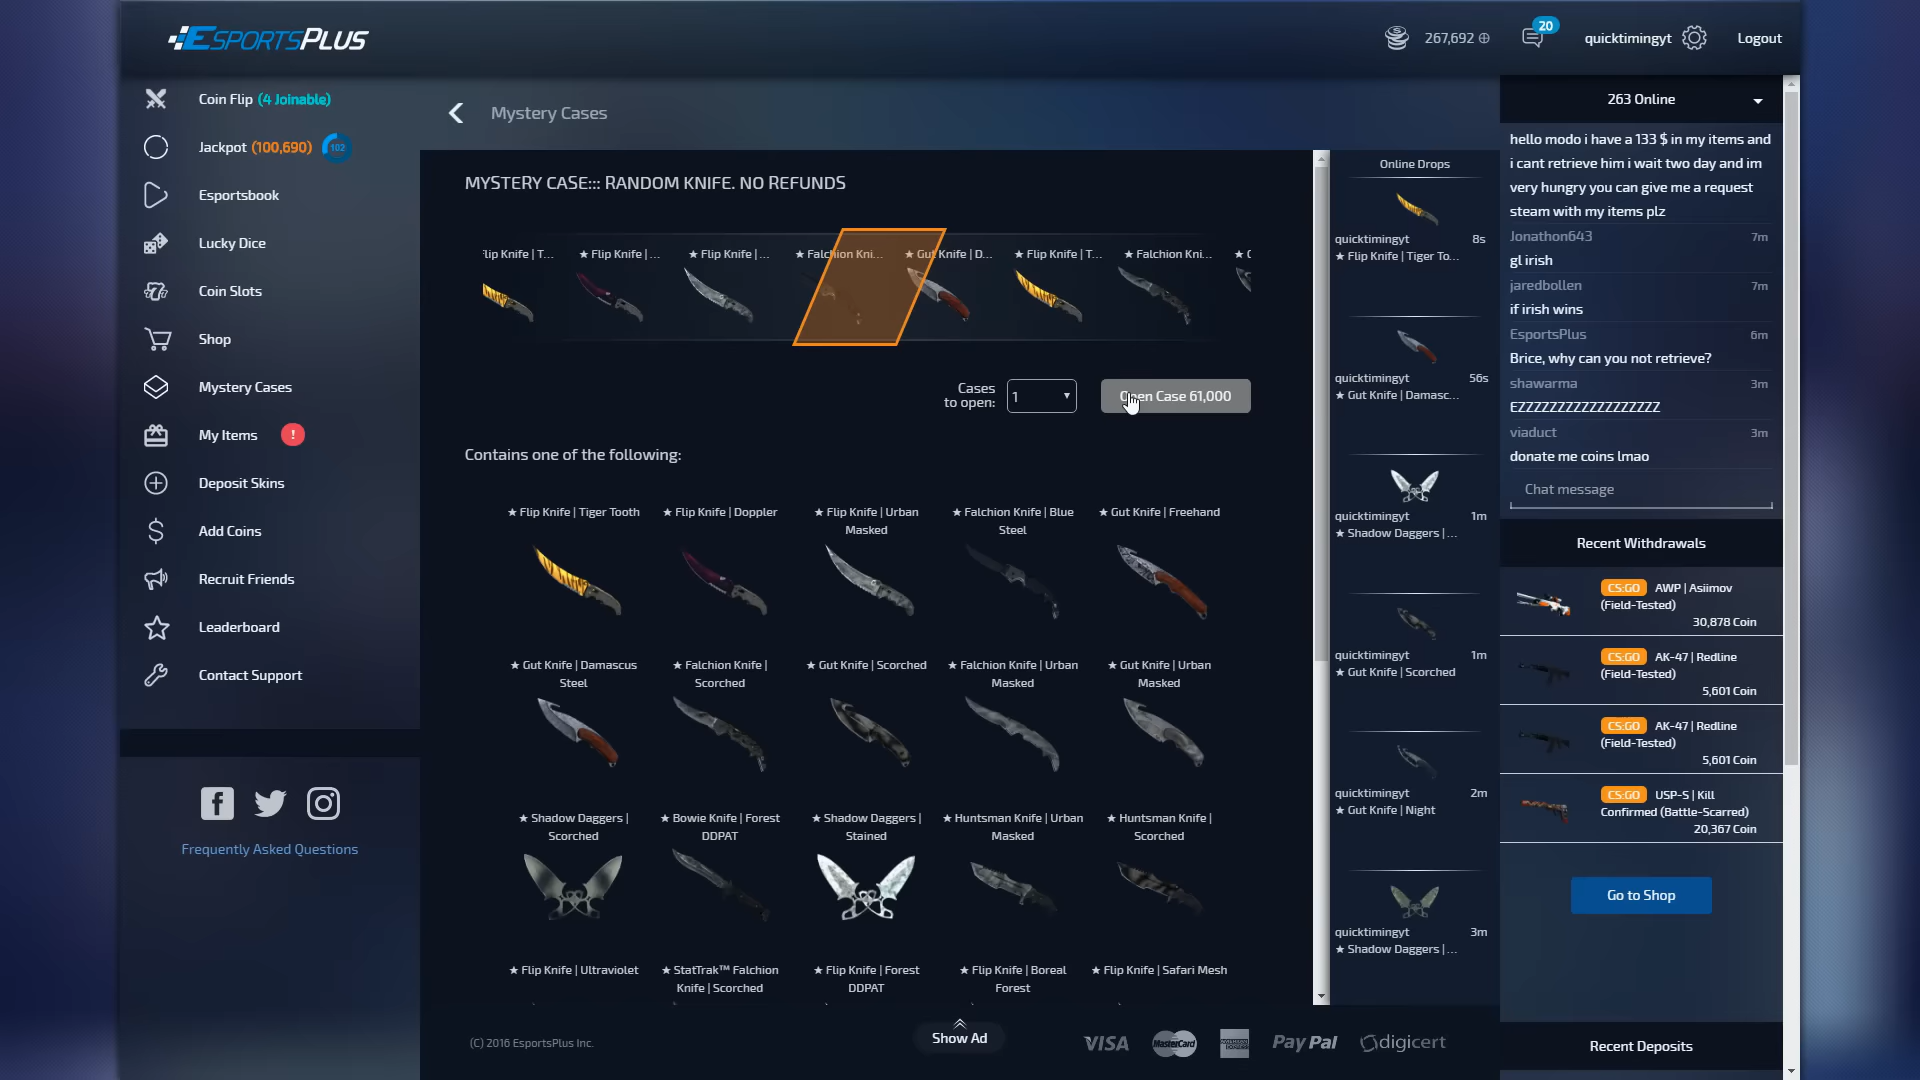 ESPORTSPLUS
267,692
20
quicktimingyt
Logout
Coin Flip (4 Joinable)
Jackpot (100,690)
102
Esportsbook
Lucky Dice
Coin Slots
Shop
Mystery Cases
My Items
!
Deposit Skins
Add Coins
Recruit Friends
Leaderboard
Contact Support
Frequently Asked Questions
Mystery Cases
MYSTERY CASE::: RANDOM KNIFE. NO REFUNDS
lip Knife | T...
★ Flip Knife | ...
★ Flip Knife | ...
★ Falchion Kni...
★ Gut Knife | D...
★ Flip Knife | T...
★ Falchion Kni...
Cases
to open:
1
Open Case 61,000
Contains one of the following:
★ Flip Knife | Tiger Tooth
★ Flip Knife | Doppler
★ Flip Knife | Urban
Masked
★ Falchion Knife | Blue
Steel
★ Gut Knife | Freehand
★ Gut Knife | Damascus
Steel
★ Falchion Knife |
Scorched
★ Gut Knife | Scorched
★ Falchion Knife | Urban
Masked
★ Gut Knife | Urban
Masked
★ Shadow Daggers |
Scorched
★ Bowie Knife | Forest
DDPAT
★ Shadow Daggers |
Stained
★ Huntsman Knife | Urban
Masked
★ Huntsman Knife |
Scorched
★ Flip Knife | Ultraviolet
★ StatTrak™ Falchion
Knife | Scorched
★ Flip Knife | Forest
DDPAT
★ Flip Knife | Boreal
Forest
★ Flip Knife | Safari Mesh
Online Drops
quicktimingyt 8s
★ Flip Knife | Tiger To...
quicktimingyt 56s
★ Gut Knife | Damasc...
quicktimingyt 1m
★ Shadow Daggers | ...
quicktimingyt 1m
★ Gut Knife | Scorched
quicktimingyt 2m
★ Gut Knife | Night
quicktimingyt 3m
★ Shadow Daggers | ...
263 Online
hello modo i have a 133 $ in my items and
i cant retrieve him i wait two day and im
very hungry you can give me a request
steam with my items plz
Jonathon643 7m
gl irish
jaredbollen 7m
if irish wins
EsportsPlus 6m
Brice, why can you not retrieve?
shawarma 3m
EZZZZZZZZZZZZZZZZZZZ
viaduct 3m
donate me coins lmao
Chat message
Recent Withdrawals
CS:GO AWP | Asiimov
(Field-Tested)
30,878 Coin
CS:GO AK-47 | Redline
(Field-Tested)
5,601 Coin
CS:GO AK-47 | Redline
(Field-Tested)
5,601 Coin
CS:GO USP-S | Kill
Confirmed (Battle-Scarred)
20,367 Coin
Go to Shop
Recent Deposits
(C) 2016 EsportsPlus Inc.
Show Ad
VISA
MasterCard
AMERICAN EXPRESS
PayPal
digicert